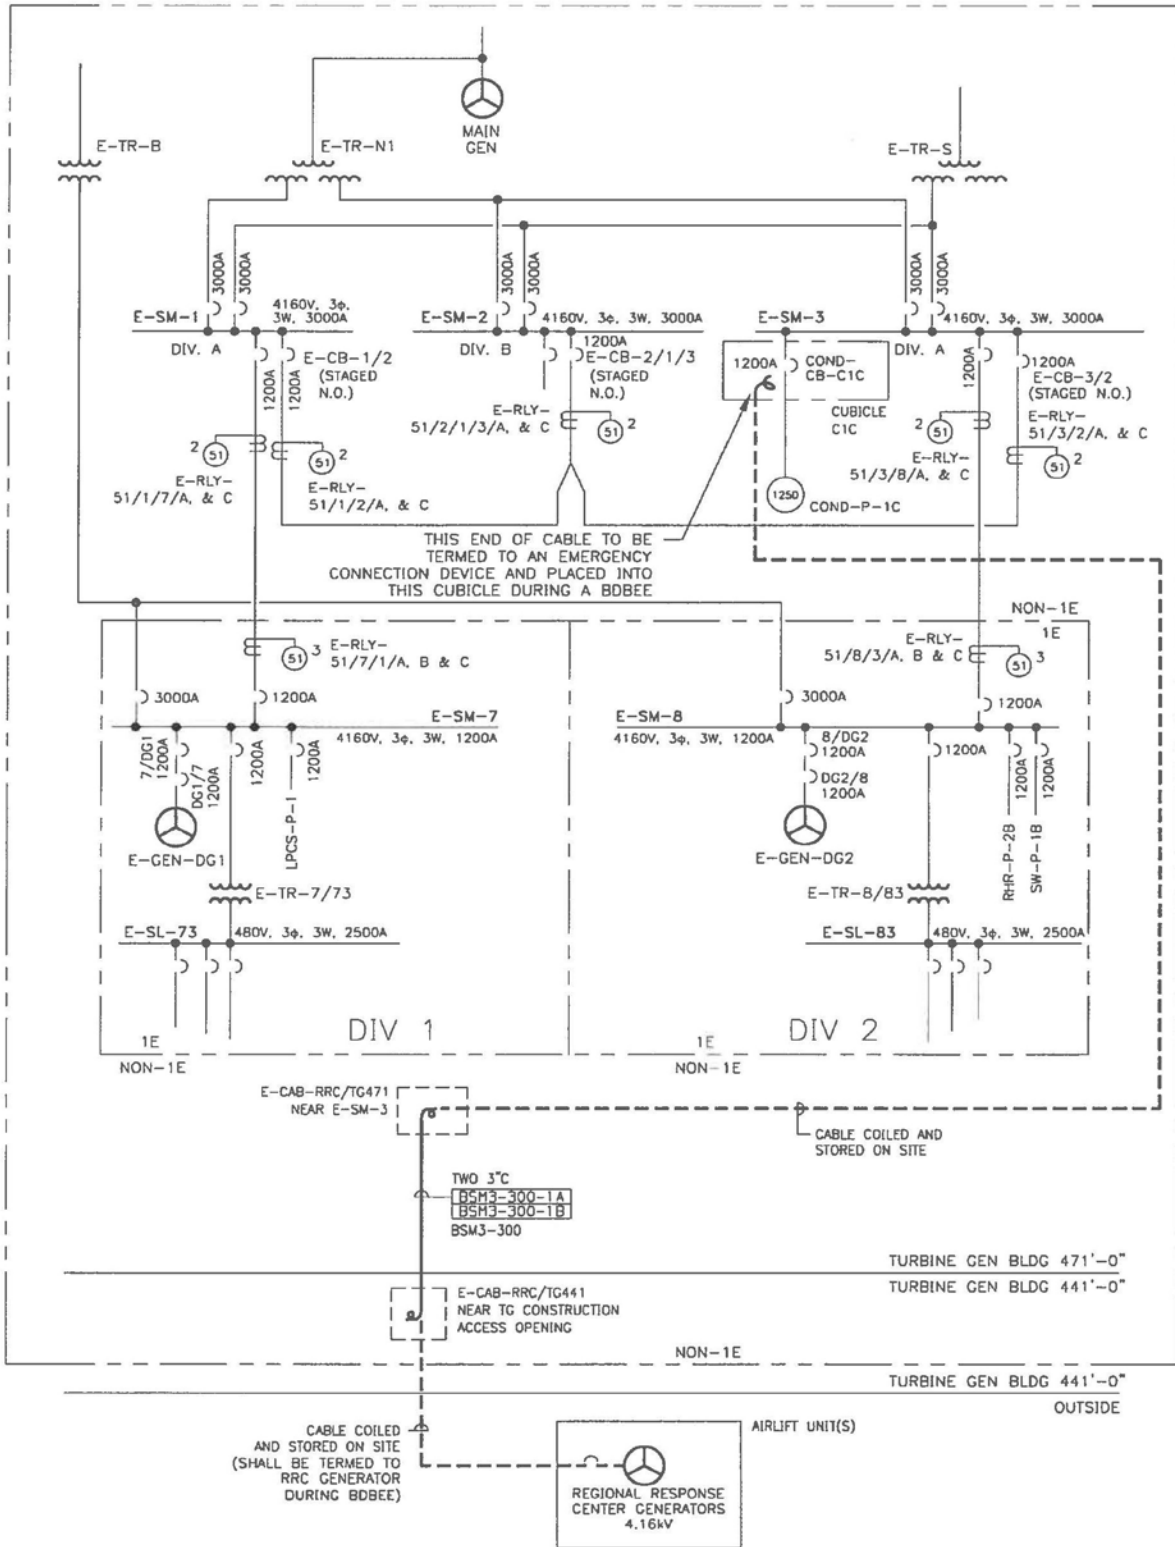 MAIN
GEN
E-TR-B
E-TR-N1
E-TR-S
3000A
3000A
3000A
3000A
3000A
3000A
E-SM-1
4160V, 3ϕ,
3W, 3000A
DIV. A
E-SM-2
4160V, 3ϕ, 3W, 3000A
DIV. B
E-SM-3
4160V, 3ϕ, 3W, 3000A
DIV. A
1200A
1200A
E-CB-1/2
(STAGED
N.O.)
1200A
E-CB-2/1/3
(STAGED
N.O.)
1200A
COND-
CB-C1C
CUBICLE
C1C
1200A
1200A
E-CB-3/2
(STAGED N.O.)
2
51
E-RLY-
51/1/7/A, & C
51
2
E-RLY-
51/1/2/A, & C
E-RLY-
51/2/1/3/A, & C
51
2
1250
COND-P-1C
2
51
E-RLY-
51/3/8/A, & C
E-RLY-
51/3/2/A, & C
51
2
THIS END OF CABLE TO BE
TERMED TO AN EMERGENCY
CONNECTION DEVICE AND PLACED INTO
THIS CUBICLE DURING A BDBEE
NON-1E
1E
51
3
E-RLY-
51/7/1/A, B & C
E-RLY-
51/8/3/A, B & C
51
3
3000A
1200A
E-SM-7
4160V, 3ϕ, 3W, 1200A
7/DG1
1200A
DG1/7
1200A
E-GEN-DG1
1200A
1200A
LPCS-P-1
E-TR-7/73
E-SL-73
480V, 3ϕ, 3W, 2500A
DIV 1
1E
NON-1E
3000A
1200A
E-SM-8
4160V, 3ϕ, 3W, 1200A
8/DG2
1200A
DG2/8
1200A
E-GEN-DG2
1200A
1200A
RHR-P-2B
1200A
SW-P-1B
E-TR-8/83
E-SL-83
480V, 3ϕ, 3W, 2500A
DIV 2
1E
NON-1E
E-CAB-RRC/TG471
NEAR E-SM-3
CABLE COILED AND
STORED ON SITE
TWO 3"C
BSM3-300-1A
BSM3-300-1B
BSM3-300
TURBINE GEN BLDG 471'-0"
TURBINE GEN BLDG 441'-0"
E-CAB-RRC/TG441
NEAR TG CONSTRUCTION
ACCESS OPENING
NON-1E
TURBINE GEN BLDG 441'-0"
OUTSIDE
CABLE COILED
AND STORED ON SITE
(SHALL BE TERMED TO
RRC GENERATOR
DURING BDBEE)
AIRLIFT UNIT(S)
REGIONAL RESPONSE
CENTER GENERATORS
4.16kV